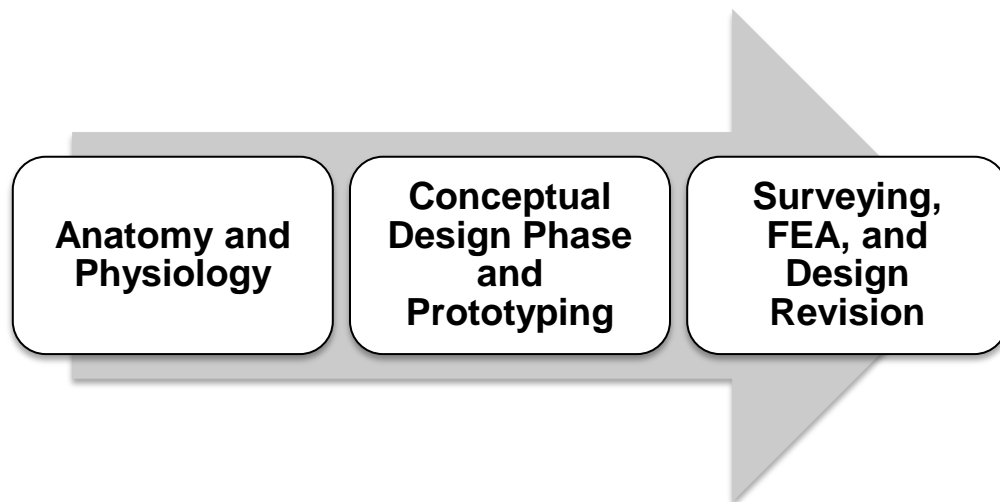 Anatomy and
Physiology
Conceptual
Design Phase
and
Prototyping
Surveying,
FEA, and
Design
Revision